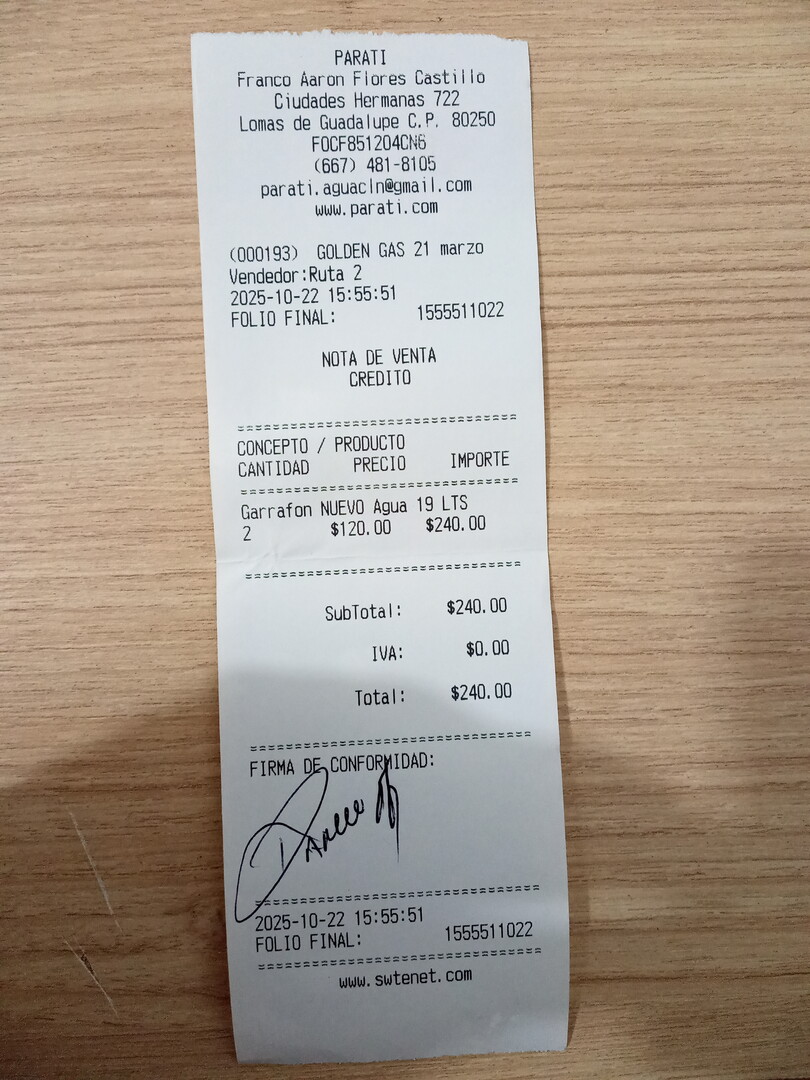 PARATI
Franco Aaron Flores Castillo
Ciudades Hermanas 722
Lomas de Guadalupe C.P. 80250
FOCF851204CN6
(667) 481-8105
parati.aguacln@gmail.com
www.parati.com
(000193) GOLDEN GAS 21 marzo
Vendedor:Ruta 2
2025-10-22 15:55:51
FOLIO FINAL: 1555511022
NOTA DE VENTA
CREDITO
CONCEPTO / PRODUCTO
CANTIDAD PRECIO IMPORTE
Garrafon NUEVO Agua 19 LTS
2 $120.00 $240.00
SubTotal: $240.00
IVA: $0.00
Total: $240.00
FIRMA DE CONFORMIDAD:
2025-10-22 15:55:51
FOLIO FINAL: 1555511022
www.swtenet.com